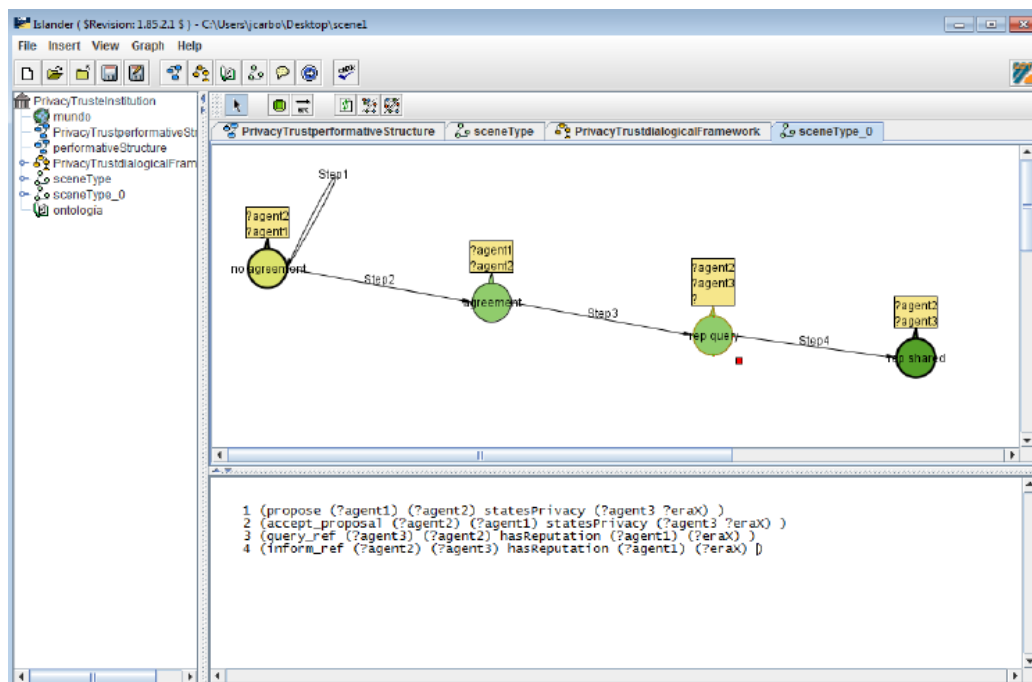 Islander ( $Revision: 1.85.2.1 $ ) - C:\Users\jcarbo\Desktop\scene1
File Insert View Graph Help
PrivacyTrusteInstitution
mundo
PrivacyTrustperformativeStr
performativeStructure
PrivacyTrustdialogicalFram
sceneType
sceneType_0
ontologia
PrivacyTrustperformativeStructure
sceneType
PrivacyTrustdialogicalFramework
sceneType_0
Step1
?agent2
?agent1
no agreement
Step2
?agent1
?agent2
agreement
Step3
?agent2
?agent3
?
rep query
Step4
?agent2
?agent3
rep shared
1 (propose (?agent1) (?agent2) statesPrivacy (?agent3 ?eraX) )
2 (accept_proposal (?agent2) (?agent1) statesPrivacy (?agent3 ?eraX) )
3 (query_ref (?agent3) (?agent2) hasReputation (?agent1) (?eraX) )
4 (inform_ref (?agent2) (?agent3) hasReputation (?agent1) (?eraX) )